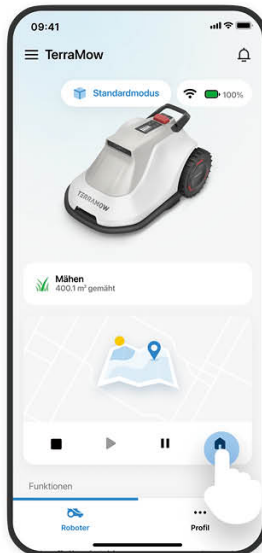 09:41
TerraMow
Standardmodus
100%
TERRAMOW
Mähen
400.1 m² gemäht
Funktionen
Roboter
Profil